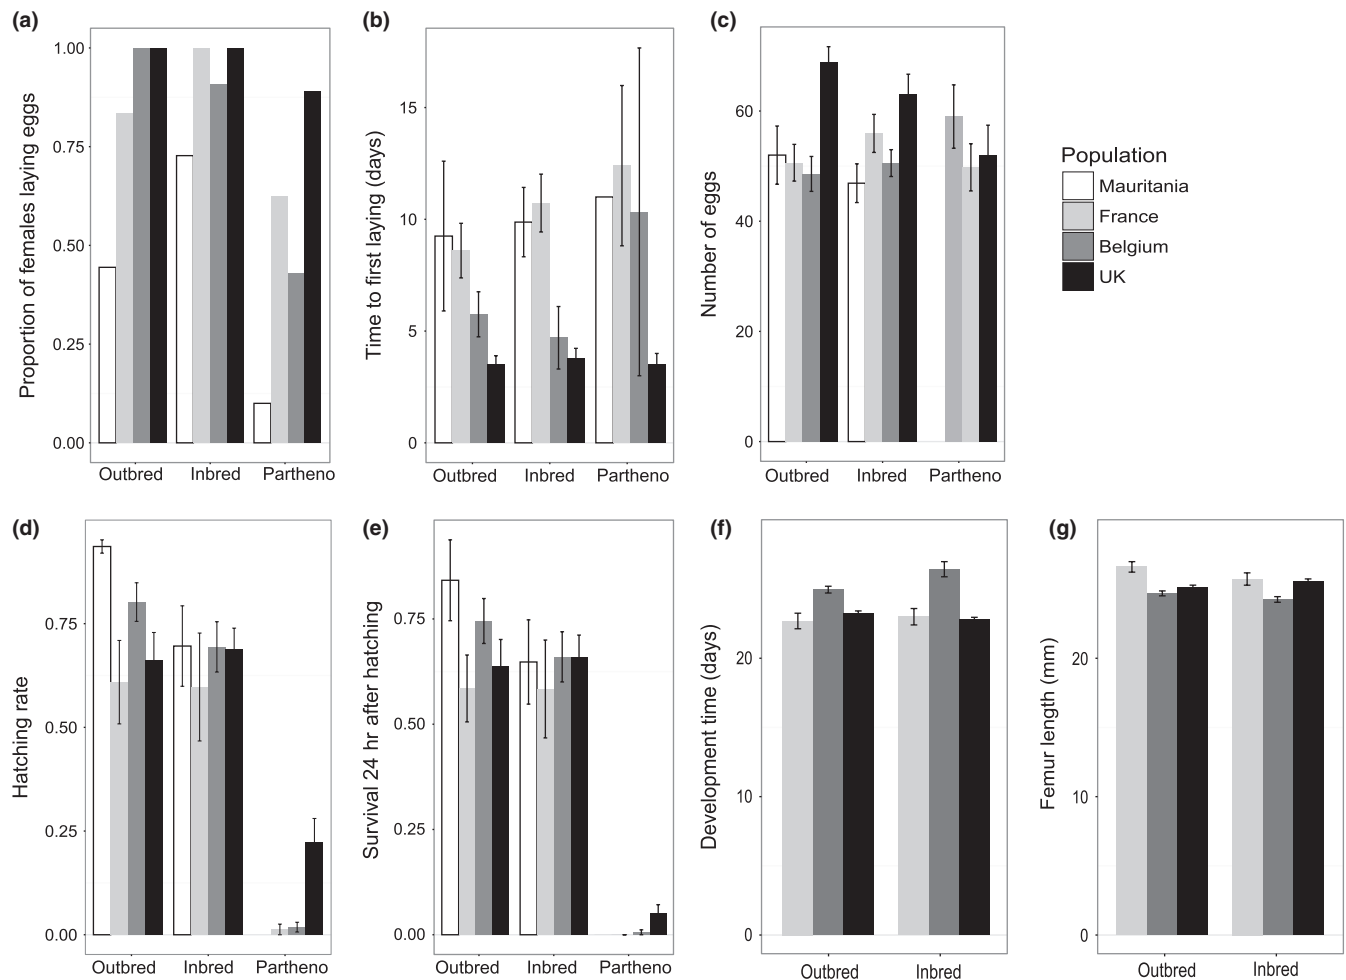 (a)
Proportion of females laying eggs
1.00
0.75
0.50
0.25
0.00
Outbred Inbred Partheno
(b)
Time to first laying (days)
15
10
5
0
Outbred Inbred Partheno
(c)
Number of eggs
60
40
20
0
Outbred Inbred Partheno
Population
Mauritania
France
Belgium
UK
(d)
Hatching rate
0.75
0.50
0.25
0.00
Outbred Inbred Partheno
(e)
Survival 24 hr after hatching
0.75
0.50
0.25
0.00
Outbred Inbred Partheno
(f)
Development time (days)
20
10
0
Outbred Inbred
(g)
Femur length (mm)
20
10
0
Outbred Inbred